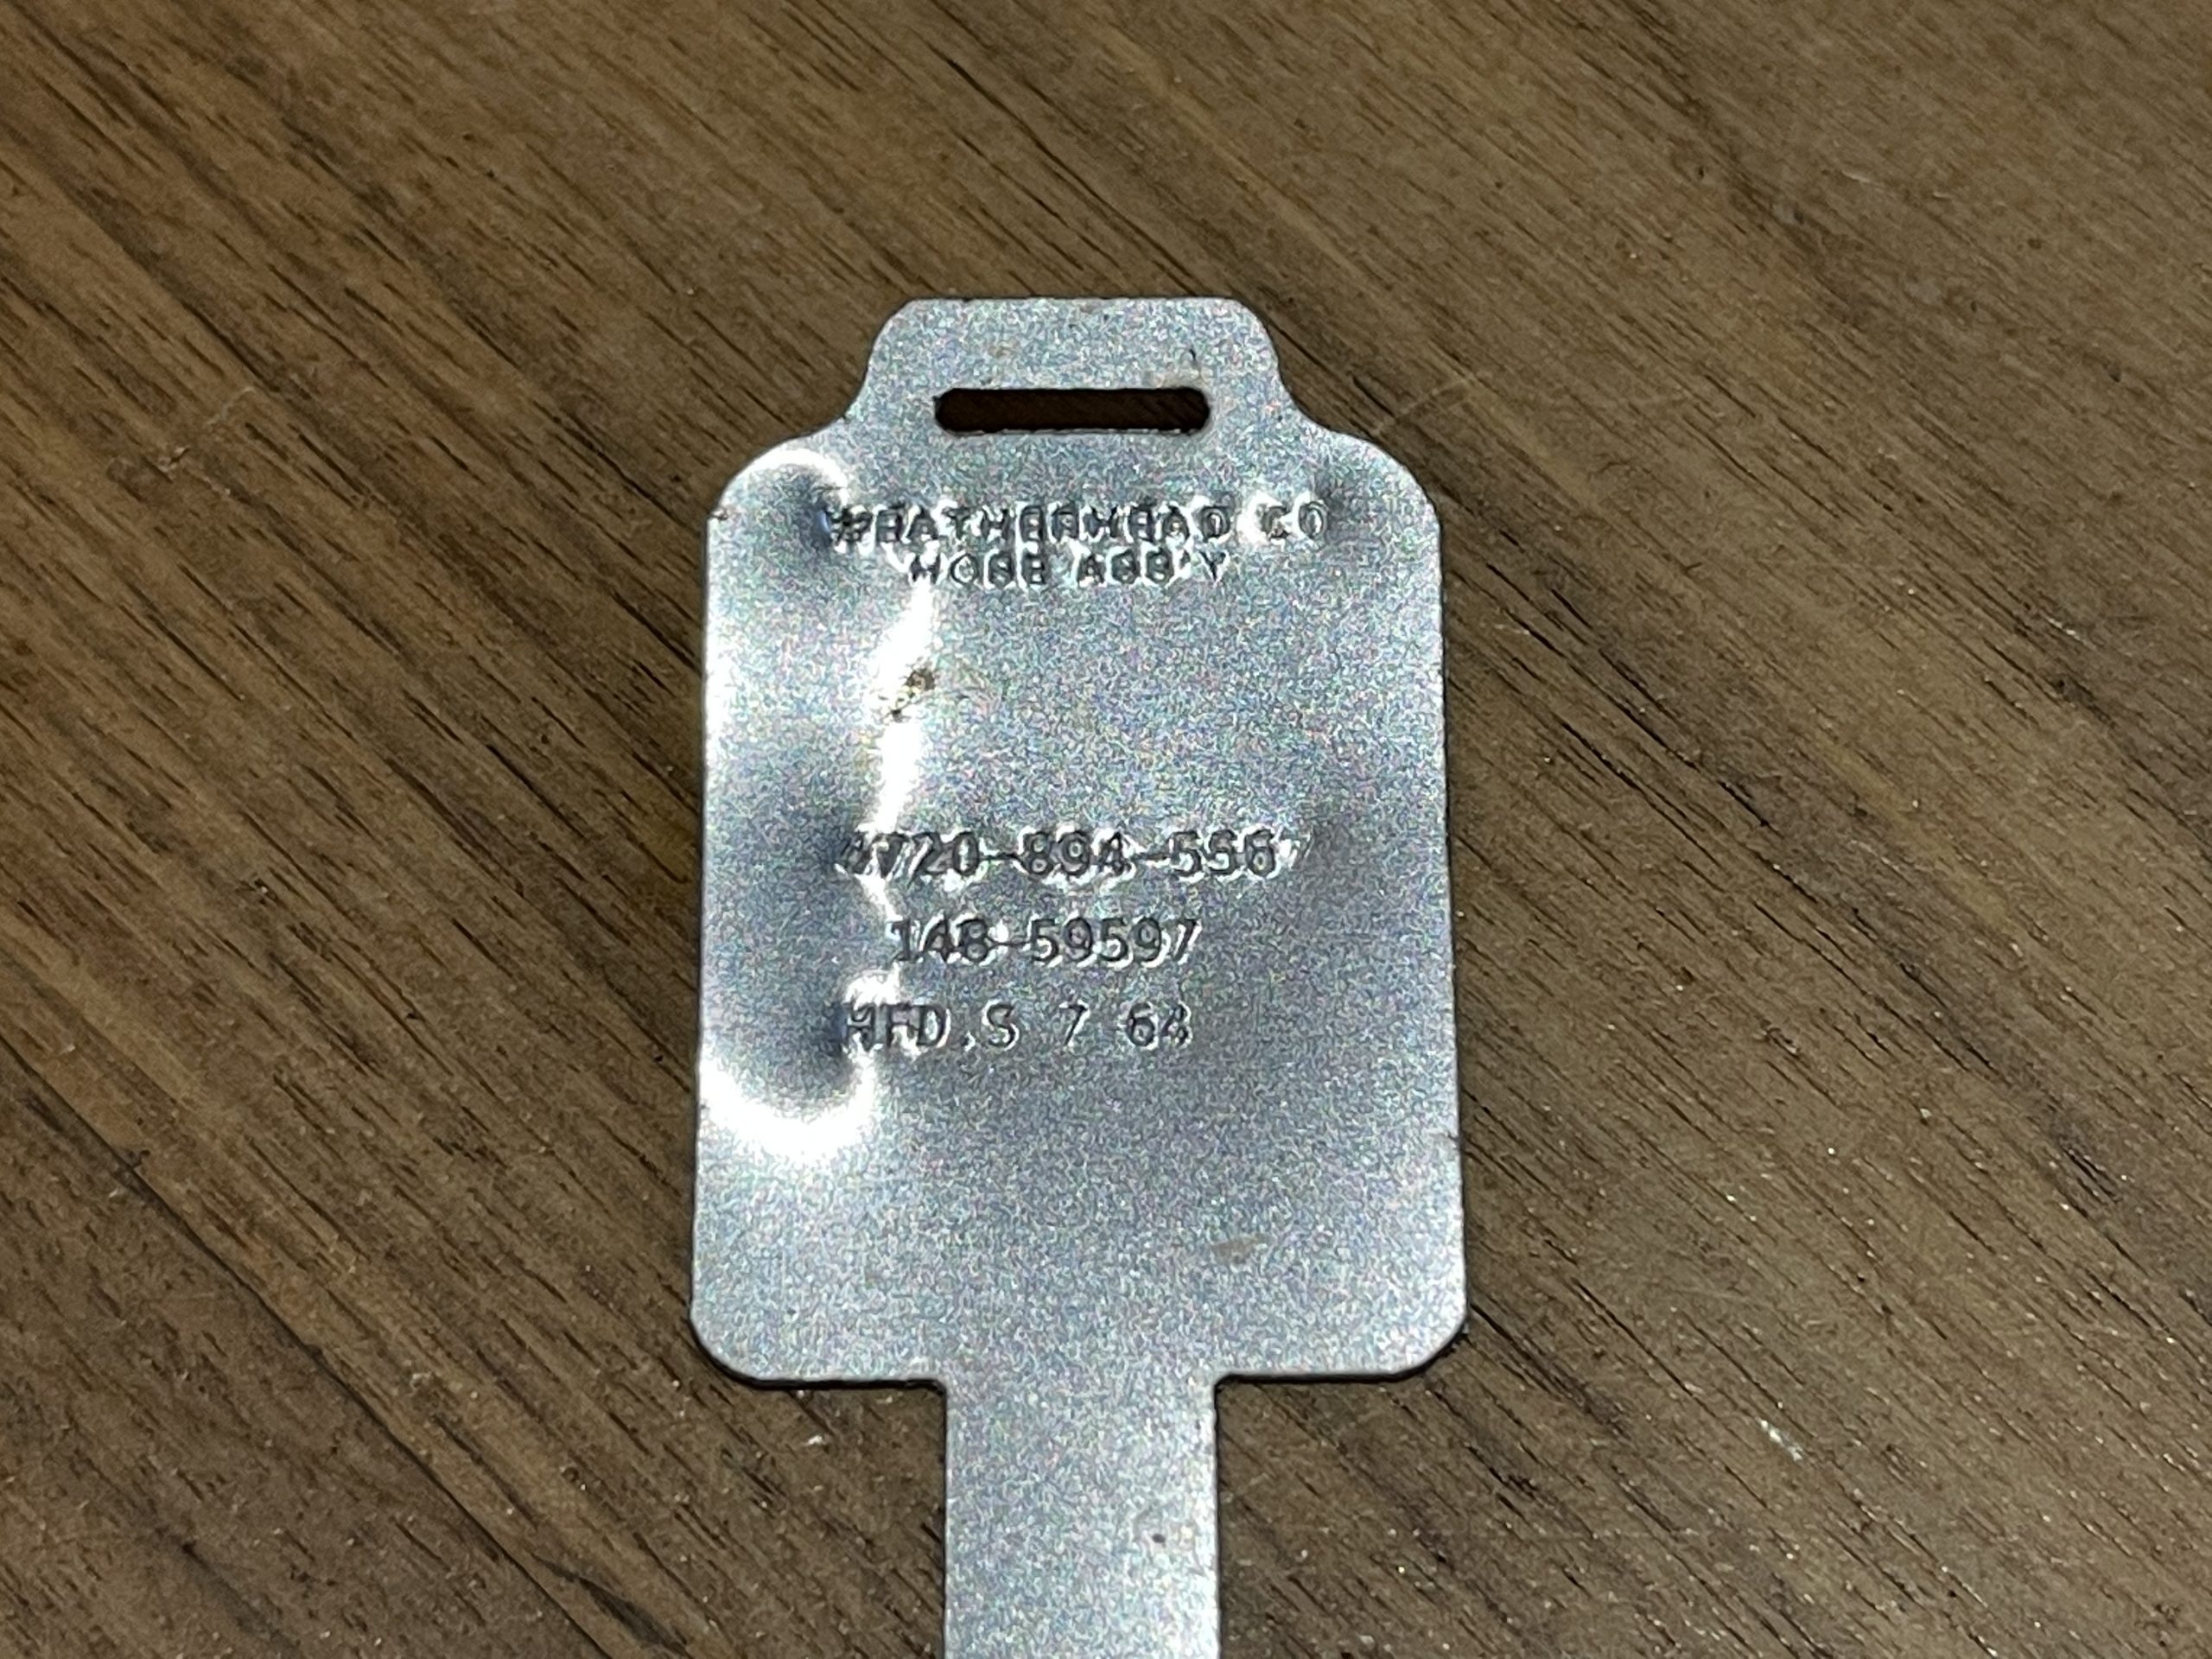 WEATHERHEAD CO
HOSE ASS'Y
4720-894-5567
148-59597
MFD.S 7 64